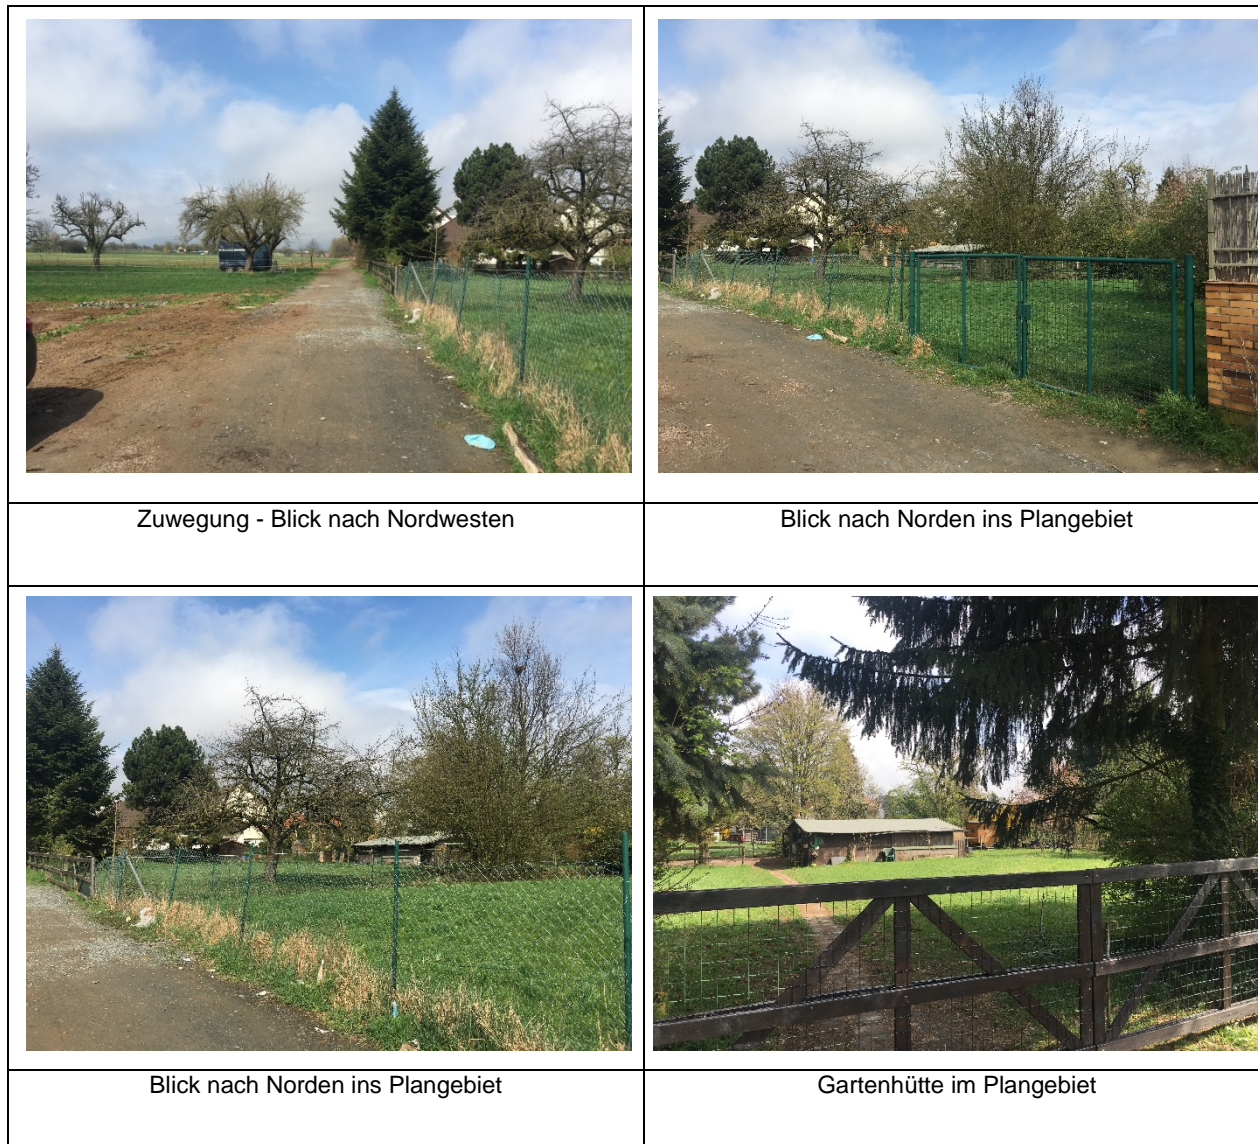 Zuwegung - Blick nach Nordwesten
Blick nach Norden ins Plangebiet
Blick nach Norden ins Plangebiet
Gartenhütte im Plangebiet